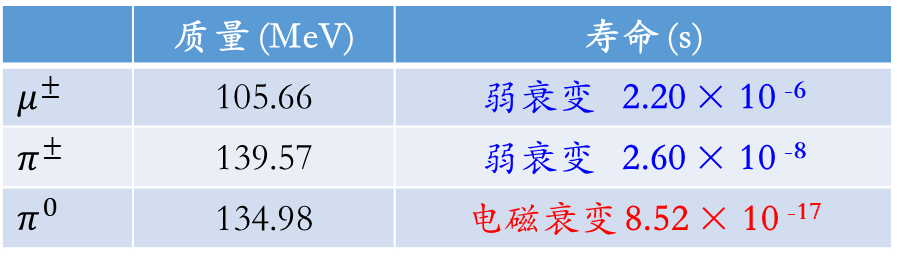 质量(MeV) 寿命(s)
μ± 105.66 弱衰变 2.20 × 10⁻⁶
π± 139.57 弱衰变 2.60 × 10⁻⁸
π⁰ 134.98 电磁衰变 8.52 × 10⁻¹⁷